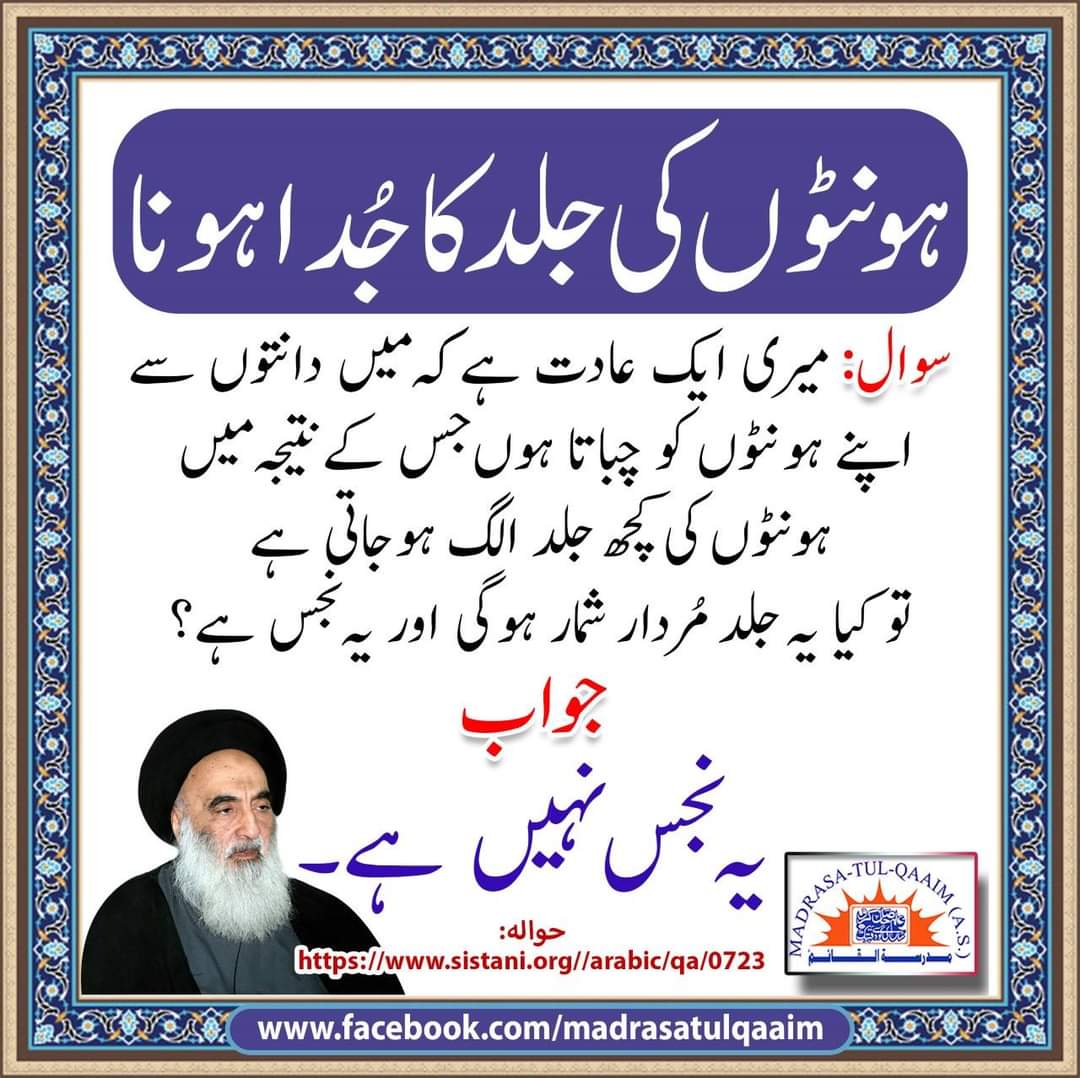 ہونٹوں کی جلد کا جُدا ہونا
سوال: میری ایک عادت ہے کہ میں دانتوں سے
اپنے ہونٹوں کو چباتا ہوں جس کے نتیجہ میں
ہونٹوں کی کچھ جلد الگ ہو جاتی ہے
تو کیا یہ جلد مُردار شمار ہوگی اور یہ نجس ہے؟
جواب
یہ نجس نہیں ہے۔
حوالہ:
https://www.sistani.org//arabic/qa/0723
MADRASA-TUL-QAAIM (A.S.)
مدرسة القائم
www.facebook.com/madrasatulqaaim